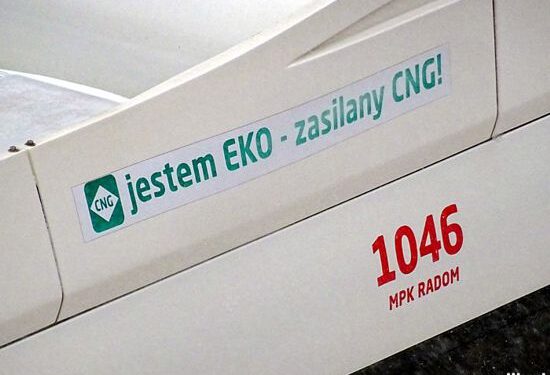 CNG jestem EKO - zasilany CNG!
1046
MPK RADOM